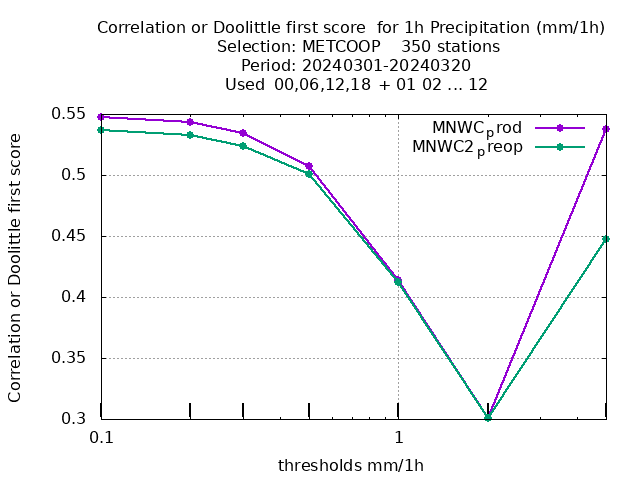 Correlation or Doolittle first score  for 1h Precipitation (mm/1h)
Selection: METCOOP    350 stations
Period: 20240301-20240320
Used  00,06,12,18 + 01 02 ... 12
0.55
0.5
0.45
0.4
0.35
0.3
Correlation or Doolittle first score
MNWC_prod
MNWC2_preop
0.1
1
thresholds mm/1h